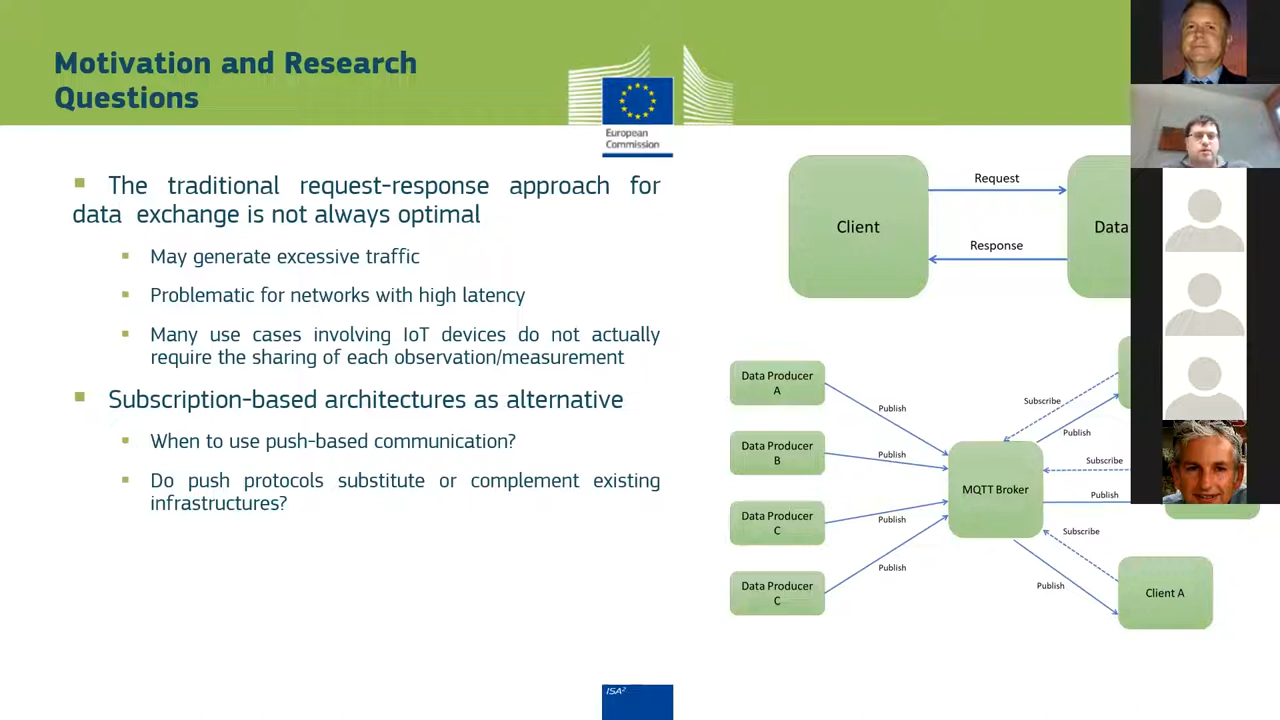 Motivation and Research
Questions
European
Commission
The traditional request-response approach for
data exchange is not always optimal
May generate excessive traffic
Problematic for networks with high latency
Many use cases involving IoT devices do not actually
require the sharing of each observation/measurement
Subscription-based architectures as alternative
When to use push-based communication?
Do push protocols substitute or complement existing
infrastructures?
Client
Request
Response
Data
Data Producer
A
Data Producer
B
Data Producer
C
Data Producer
C
Publish
Publish
Publish
Publish
MQTT Broker
Subscribe
Publish
Subscribe
Publish
Subscribe
Publish
Client A
ISA²